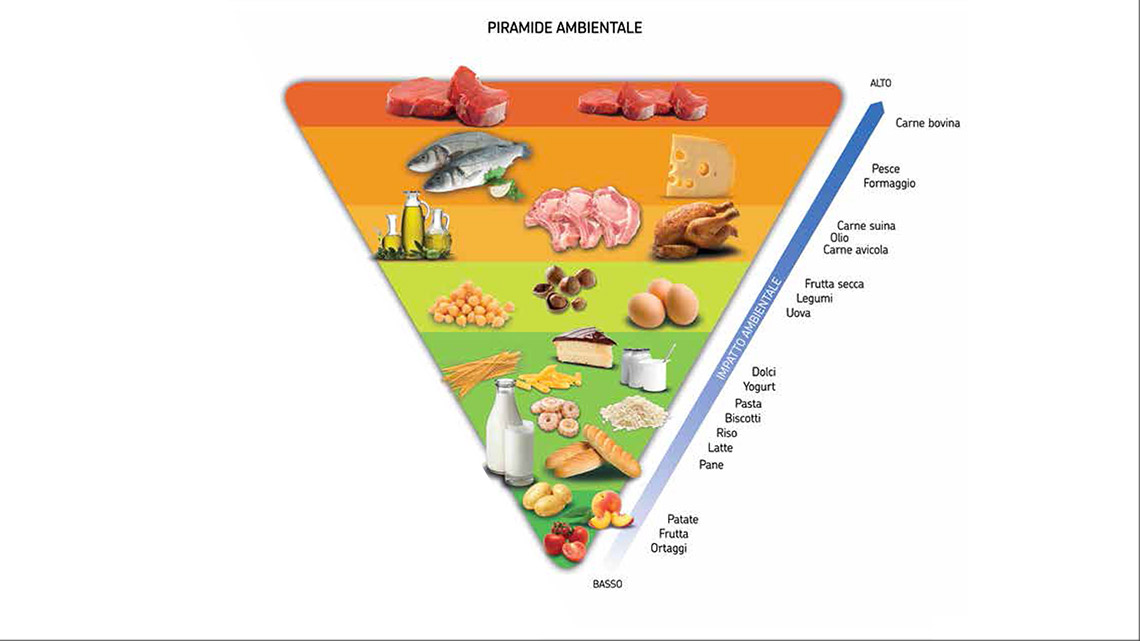 PIRAMIDE AMBIENTALE
ALTO
Carne bovina
Pesce
Formaggio
Carne suina
Olio
Carne avicola
Frutta secca
Legumi
Uova
IMPATTO AMBIENTALE
Dolci
Yogurt
Pasta
Biscotti
Riso
Latte
Pane
Patate
Frutta
Ortaggi
BASSO